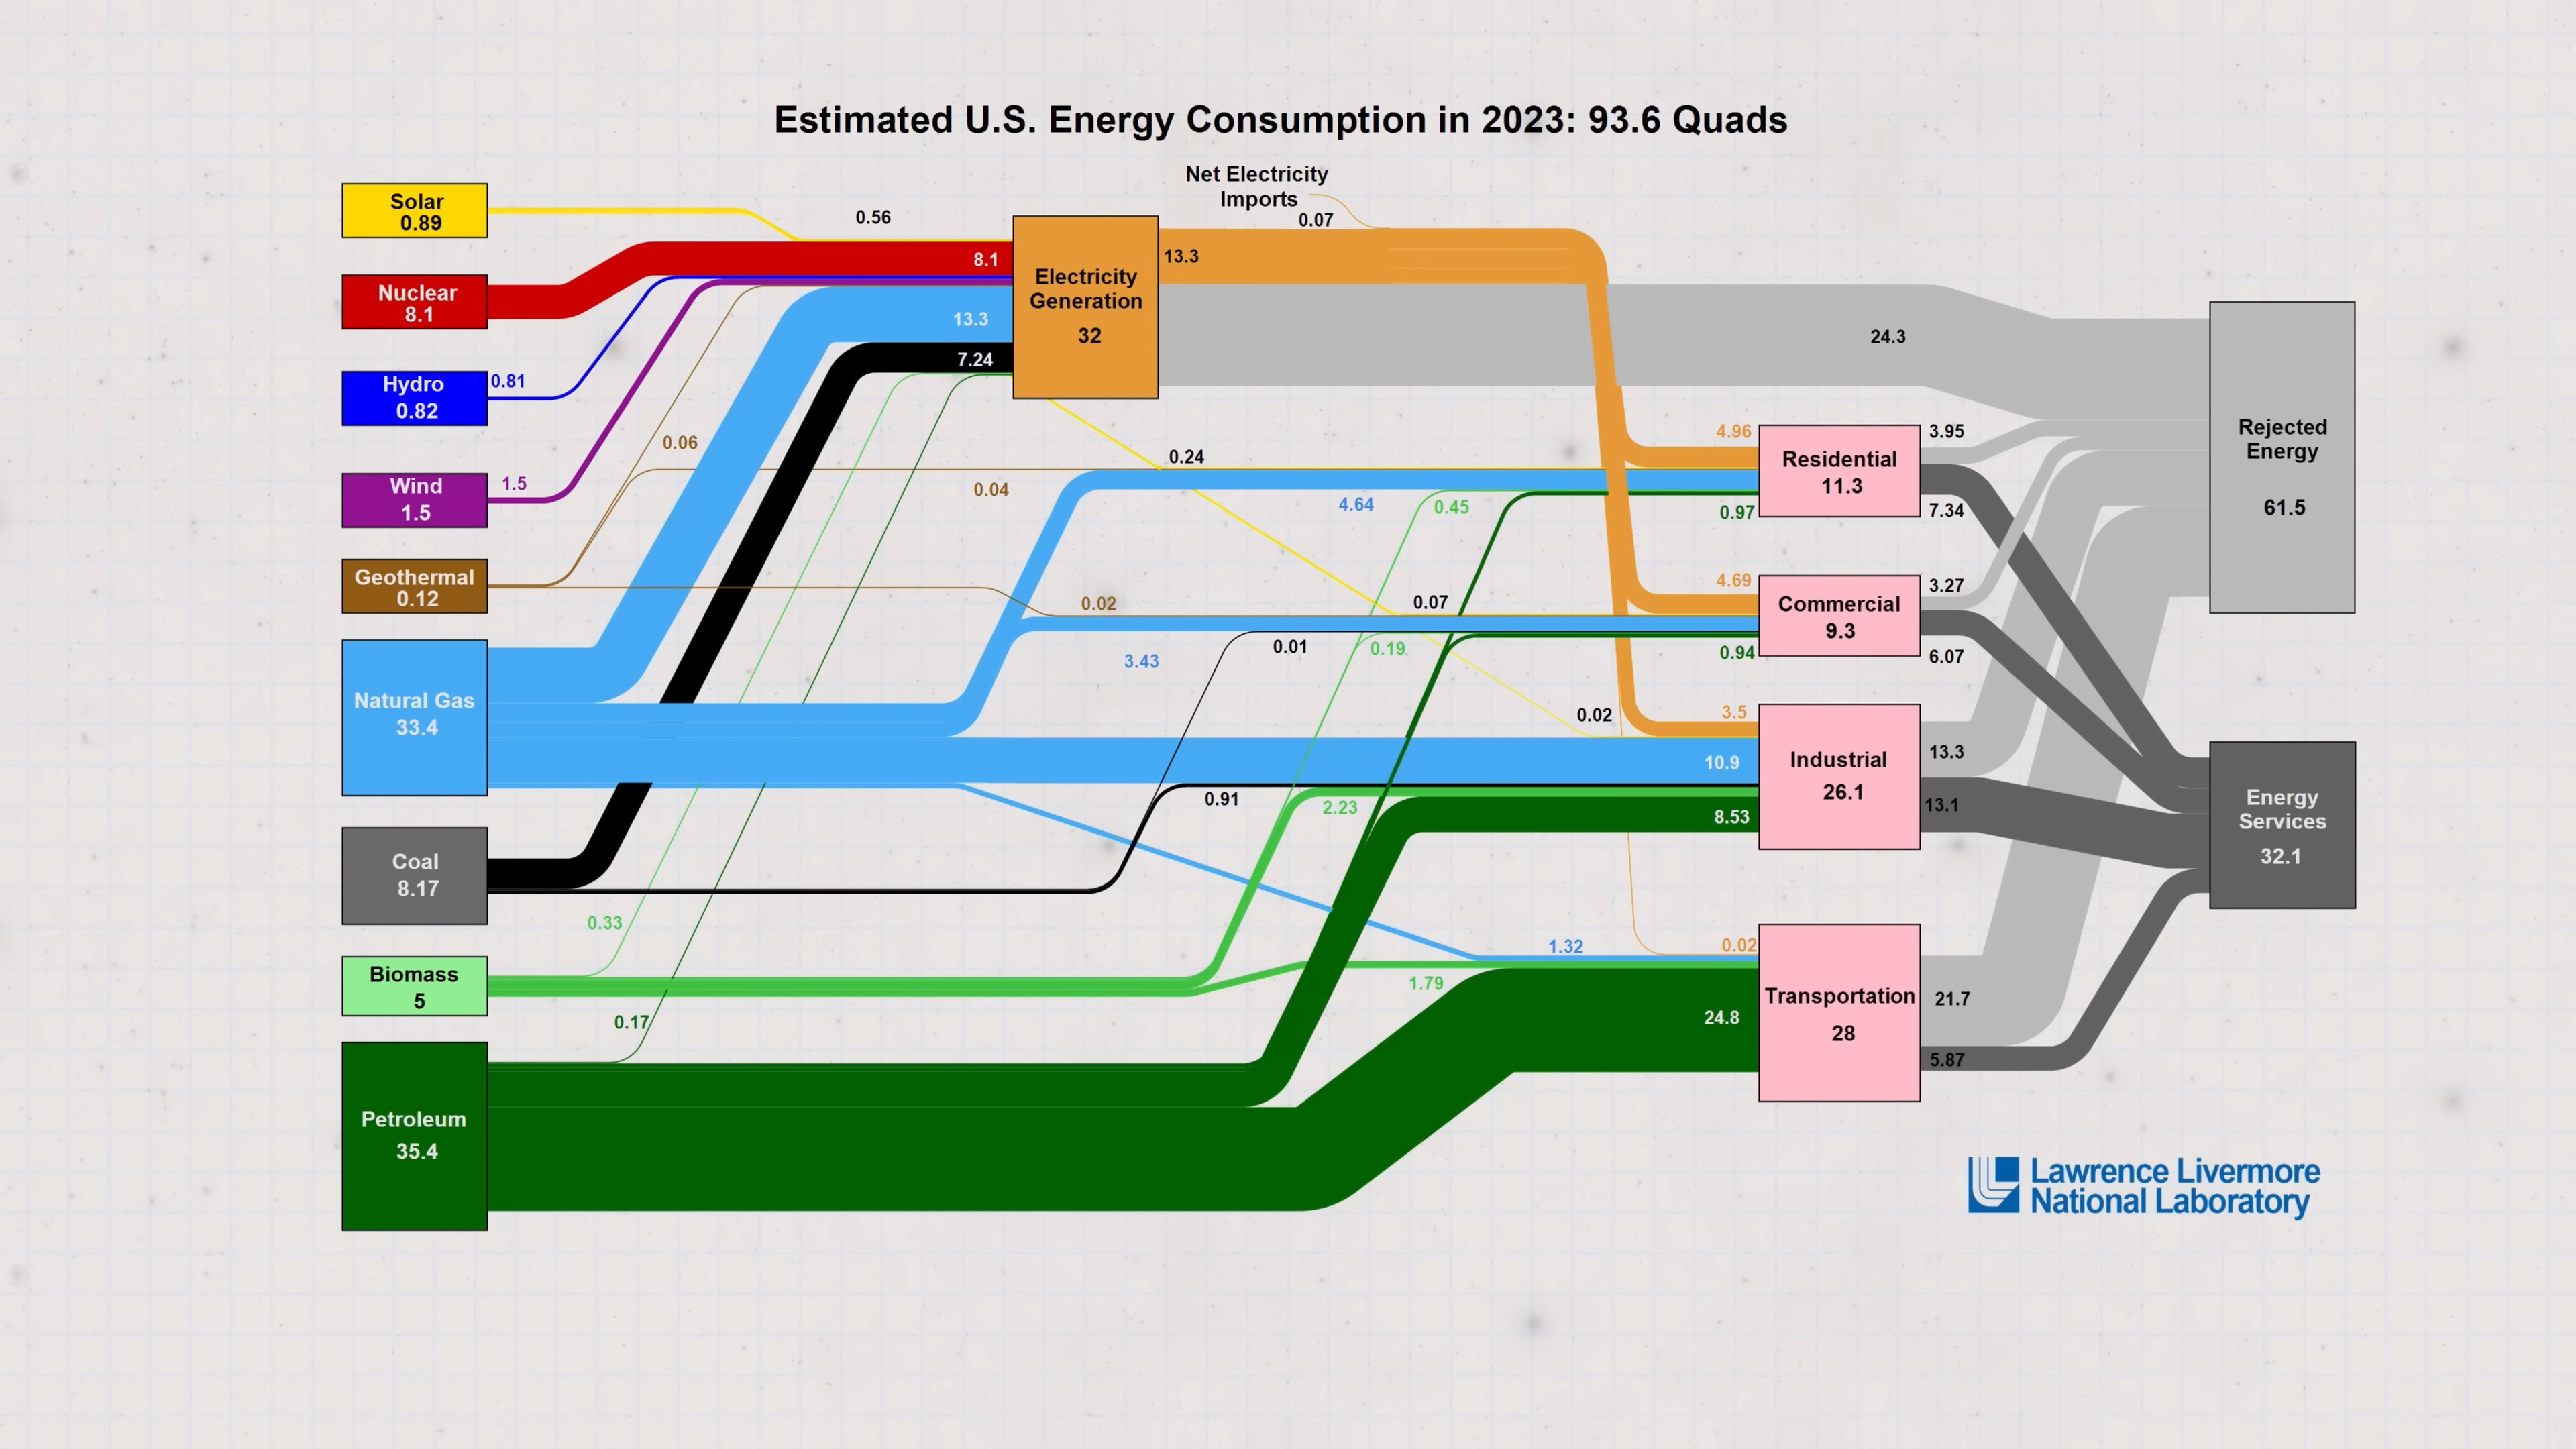 Estimated U.S. Energy Consumption in 2023: 93.6 Quads
Net Electricity
Imports
0.07
Solar
0.89
0.56
Nuclear
8.1
8.1
Hydro
0.82
0.81
Wind
1.5
1.5
Geothermal
0.12
0.06
0.04
0.02
Natural Gas
33.4
13.3
4.64
3.43
10.9
1.32
Coal
8.17
7.24
0.01
0.91
Biomass
5
0.33
0.45
0.19
2.23
1.79
Petroleum
35.4
0.17
0.97
0.94
8.53
24.8
Electricity
Generation
32
13.3
24.3
0.24
0.07
0.02
4.96
4.69
3.5
0.02
Residential
11.3
3.95
7.34
Commercial
9.3
3.27
6.07
Industrial
26.1
13.3
13.1
Transportation
28
21.7
5.87
Rejected
Energy
61.5
Energy
Services
32.1
Lawrence Livermore
National Laboratory